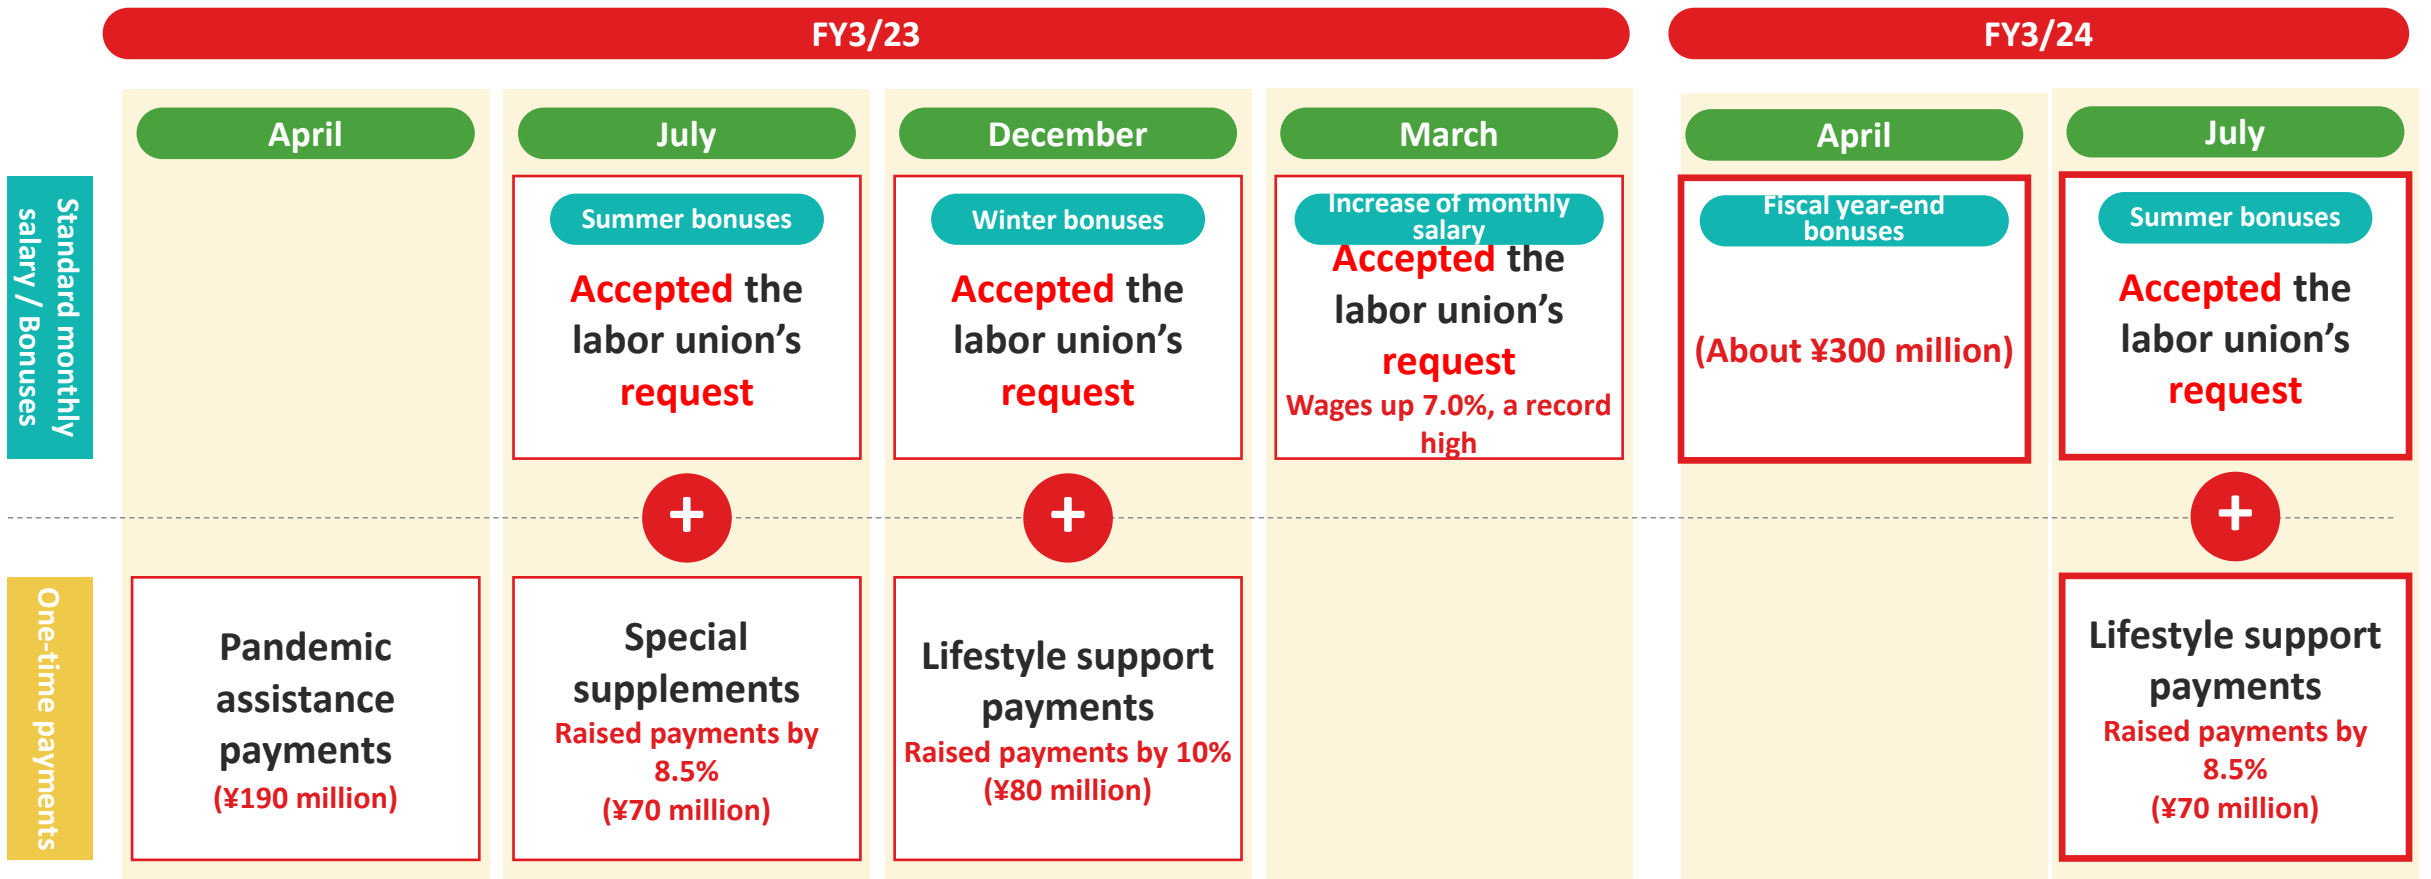 FY3/23
FY3/24
April
July
December
March
April
July
Standard monthly
salary / Bonuses
Summer bonuses
Accepted the
labor union’s
request
Winter bonuses
Accepted the
labor union’s
request
Increase of monthly
salary
Accepted the
labor union’s
request
Wages up 7.0%, a record
high
Fiscal year-end
bonuses
(About ¥300 million)
Summer bonuses
Accepted the
labor union’s
request
+
+
+
One-time payments
Pandemic
assistance
payments
(¥190 million)
Special
supplements
Raised payments by
8.5%
(¥70 million)
Lifestyle support
payments
Raised payments by 10%
(¥80 million)
Lifestyle support
payments
Raised payments by
8.5%
(¥70 million)